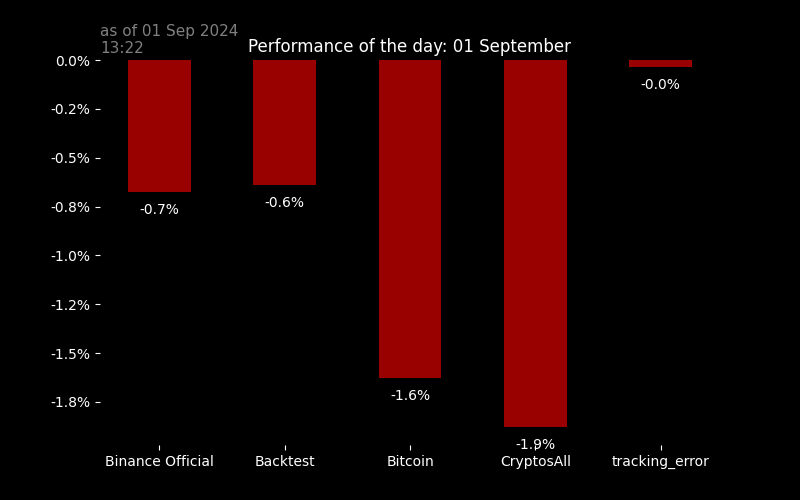 as of 01 Sep 2024
13:22
Performance of the day: 01 September
0.0%
-0.2%
-0.5%
-0.8%
-1.0%
-1.2%
-1.5%
-1.8%
-0.7%
-0.6%
-1.6%
-1.9%
-0.0%
Binance Official
Backtest
Bitcoin
CryptosAll
tracking_error